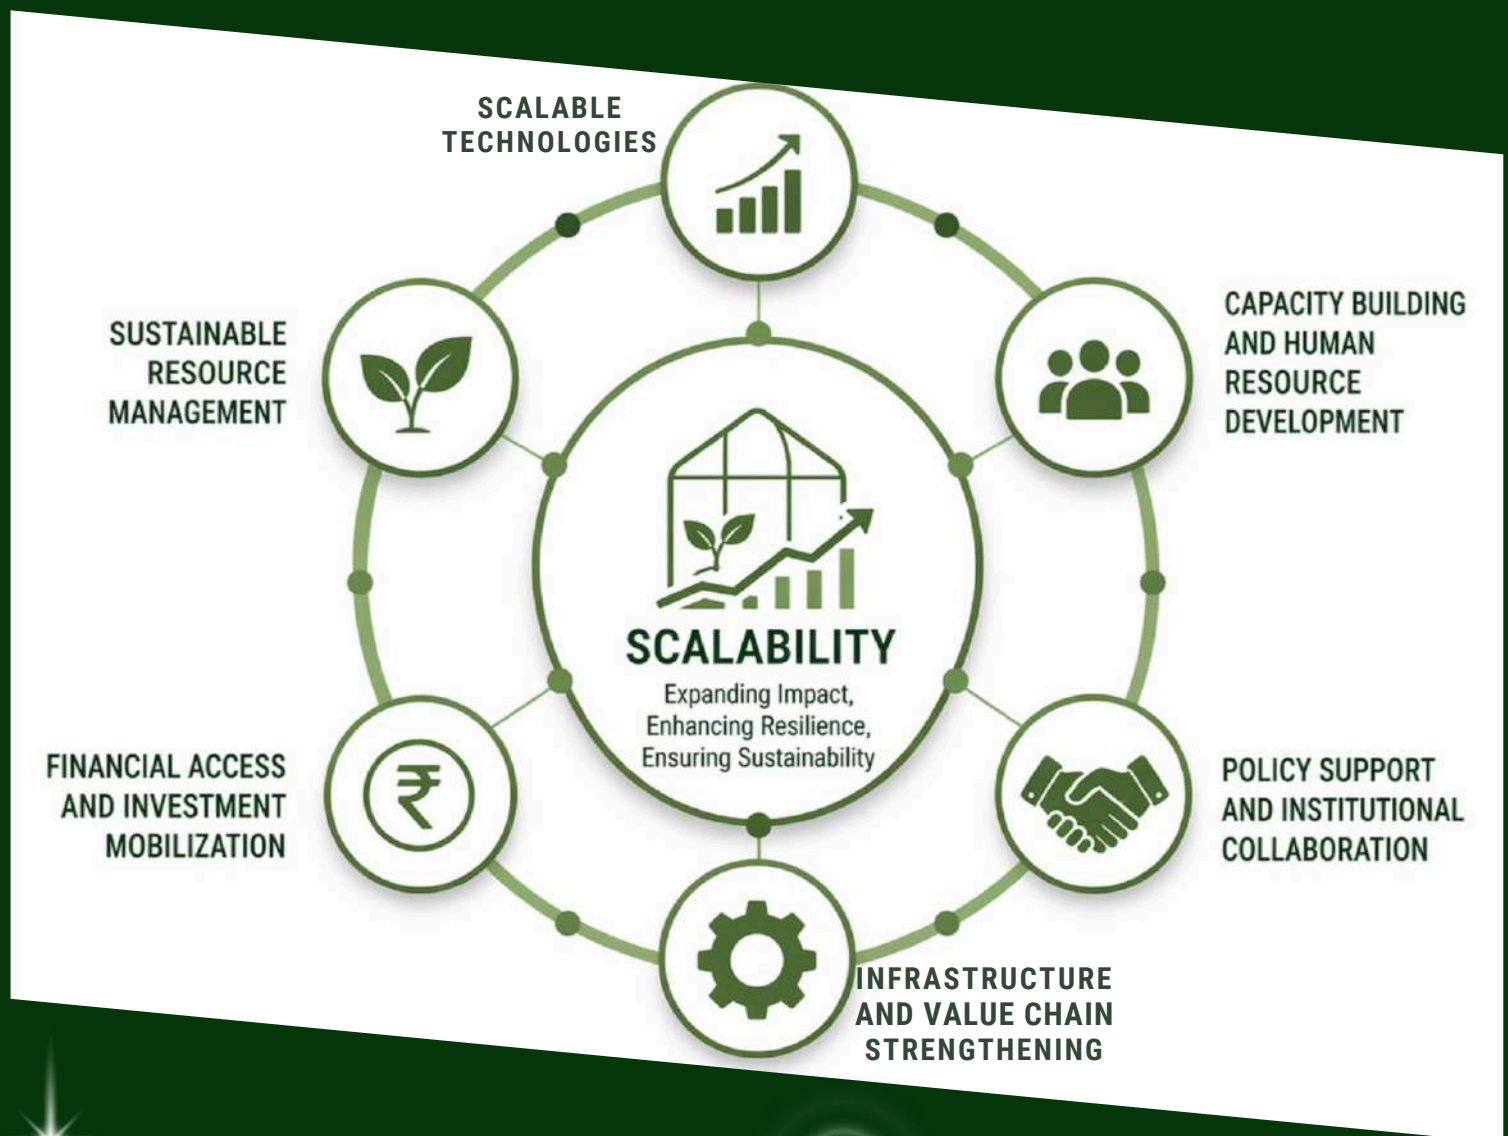 SCALABLE
TECHNOLOGIES
CAPACITY BUILDING
AND HUMAN
RESOURCE
DEVELOPMENT
SUSTAINABLE
RESOURCE
MANAGEMENT
SCALABILITY
Expanding Impact,
Enhancing Resilience,
Ensuring Sustainability
FINANCIAL ACCESS
AND INVESTMENT
MOBILIZATION
₹
POLICY SUPPORT
AND INSTITUTIONAL
COLLABORATION
INFRASTRUCTURE
AND VALUE CHAIN
STRENGTHENING